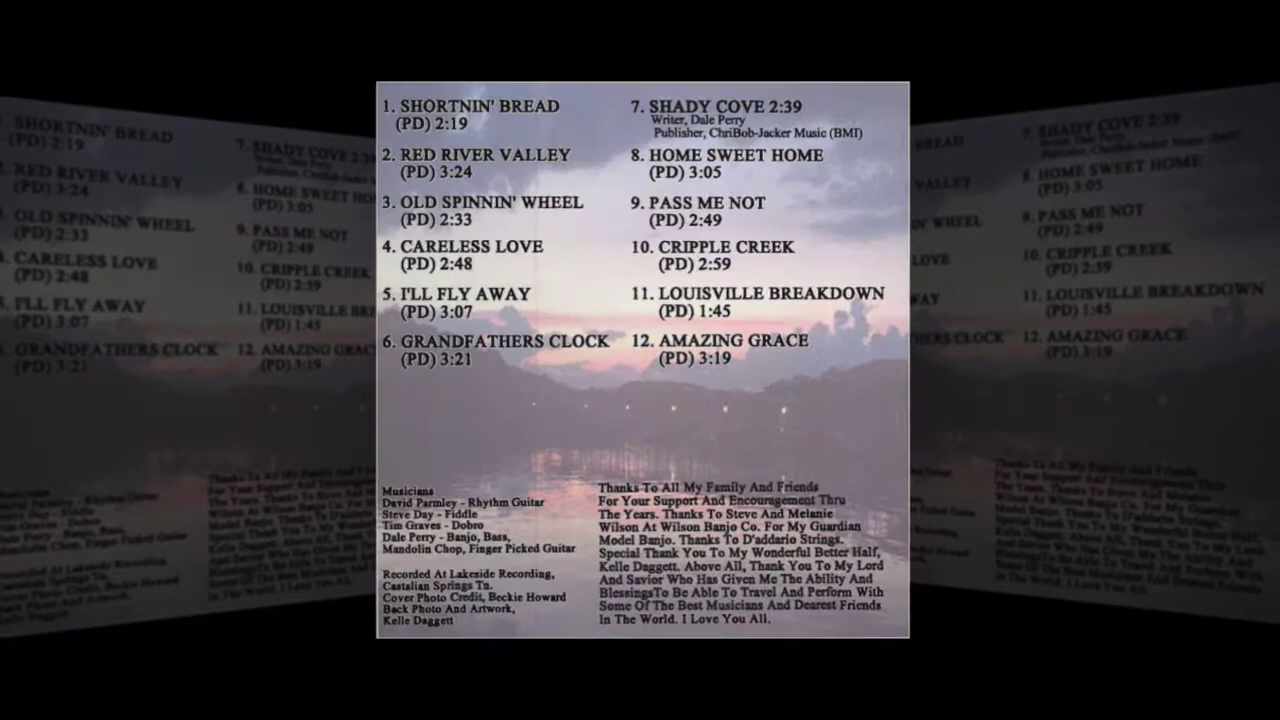 1. SHORTNIN' BREAD
(PD) 2:19
2. RED RIVER VALLEY
(PD) 3:24
3. OLD SPINNIN' WHEEL
(PD) 2:33
4. CARELESS LOVE
(PD) 2:48
5. I'LL FLY AWAY
(PD) 3:07
6. GRANDFATHERS CLOCK
(PD) 3:21
7. SHADY COVE 2:39
Writer, Dale Perry
Publisher, ChriBob-Jacker Music (BMI)
8. HOME SWEET HOME
(PD) 3:05
9. PASS ME NOT
(PD) 2:49
10. CRIPPLE CREEK
(PD) 2:59
11. LOUISVILLE BREAKDOWN
(PD) 1:45
12. AMAZING GRACE
(PD) 3:19
Musicians
David Parmley - Rhythm Guitar
Steve Day - Fiddle
Tim Graves - Dobro
Dale Perry - Banjo, Bass,
Mandolin Chop, Finger Picked Guitar
Recorded At Lakeside Recording,
Castalian Springs Tn.
Cover Photo Credit, Beckie Howard
Back Photo And Artwork,
Kelle Daggett
Thanks To All My Family And Friends
For Your Support And Encouragement Thru
The Years. Thanks To Steve And Melanie
Wilson At Wilson Banjo Co. For My Guardian
Model Banjo. Thanks To D'addario Strings.
Special Thank You To My Wonderful Better Half,
Kelle Daggett. Above All, Thank You To My Lord
And Savior Who Has Given Me The Ability And
BlessingsTo Be Able To Travel And Perform With
Some Of The Best Musicians And Dearest Friends
In The World. I Love You All.